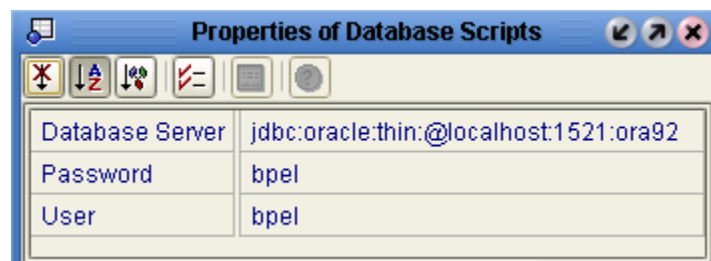 Properties of Database Scripts
Database Server jdbc:oracle:thin:@localhost:1521:ora92
Password bpel
User bpel